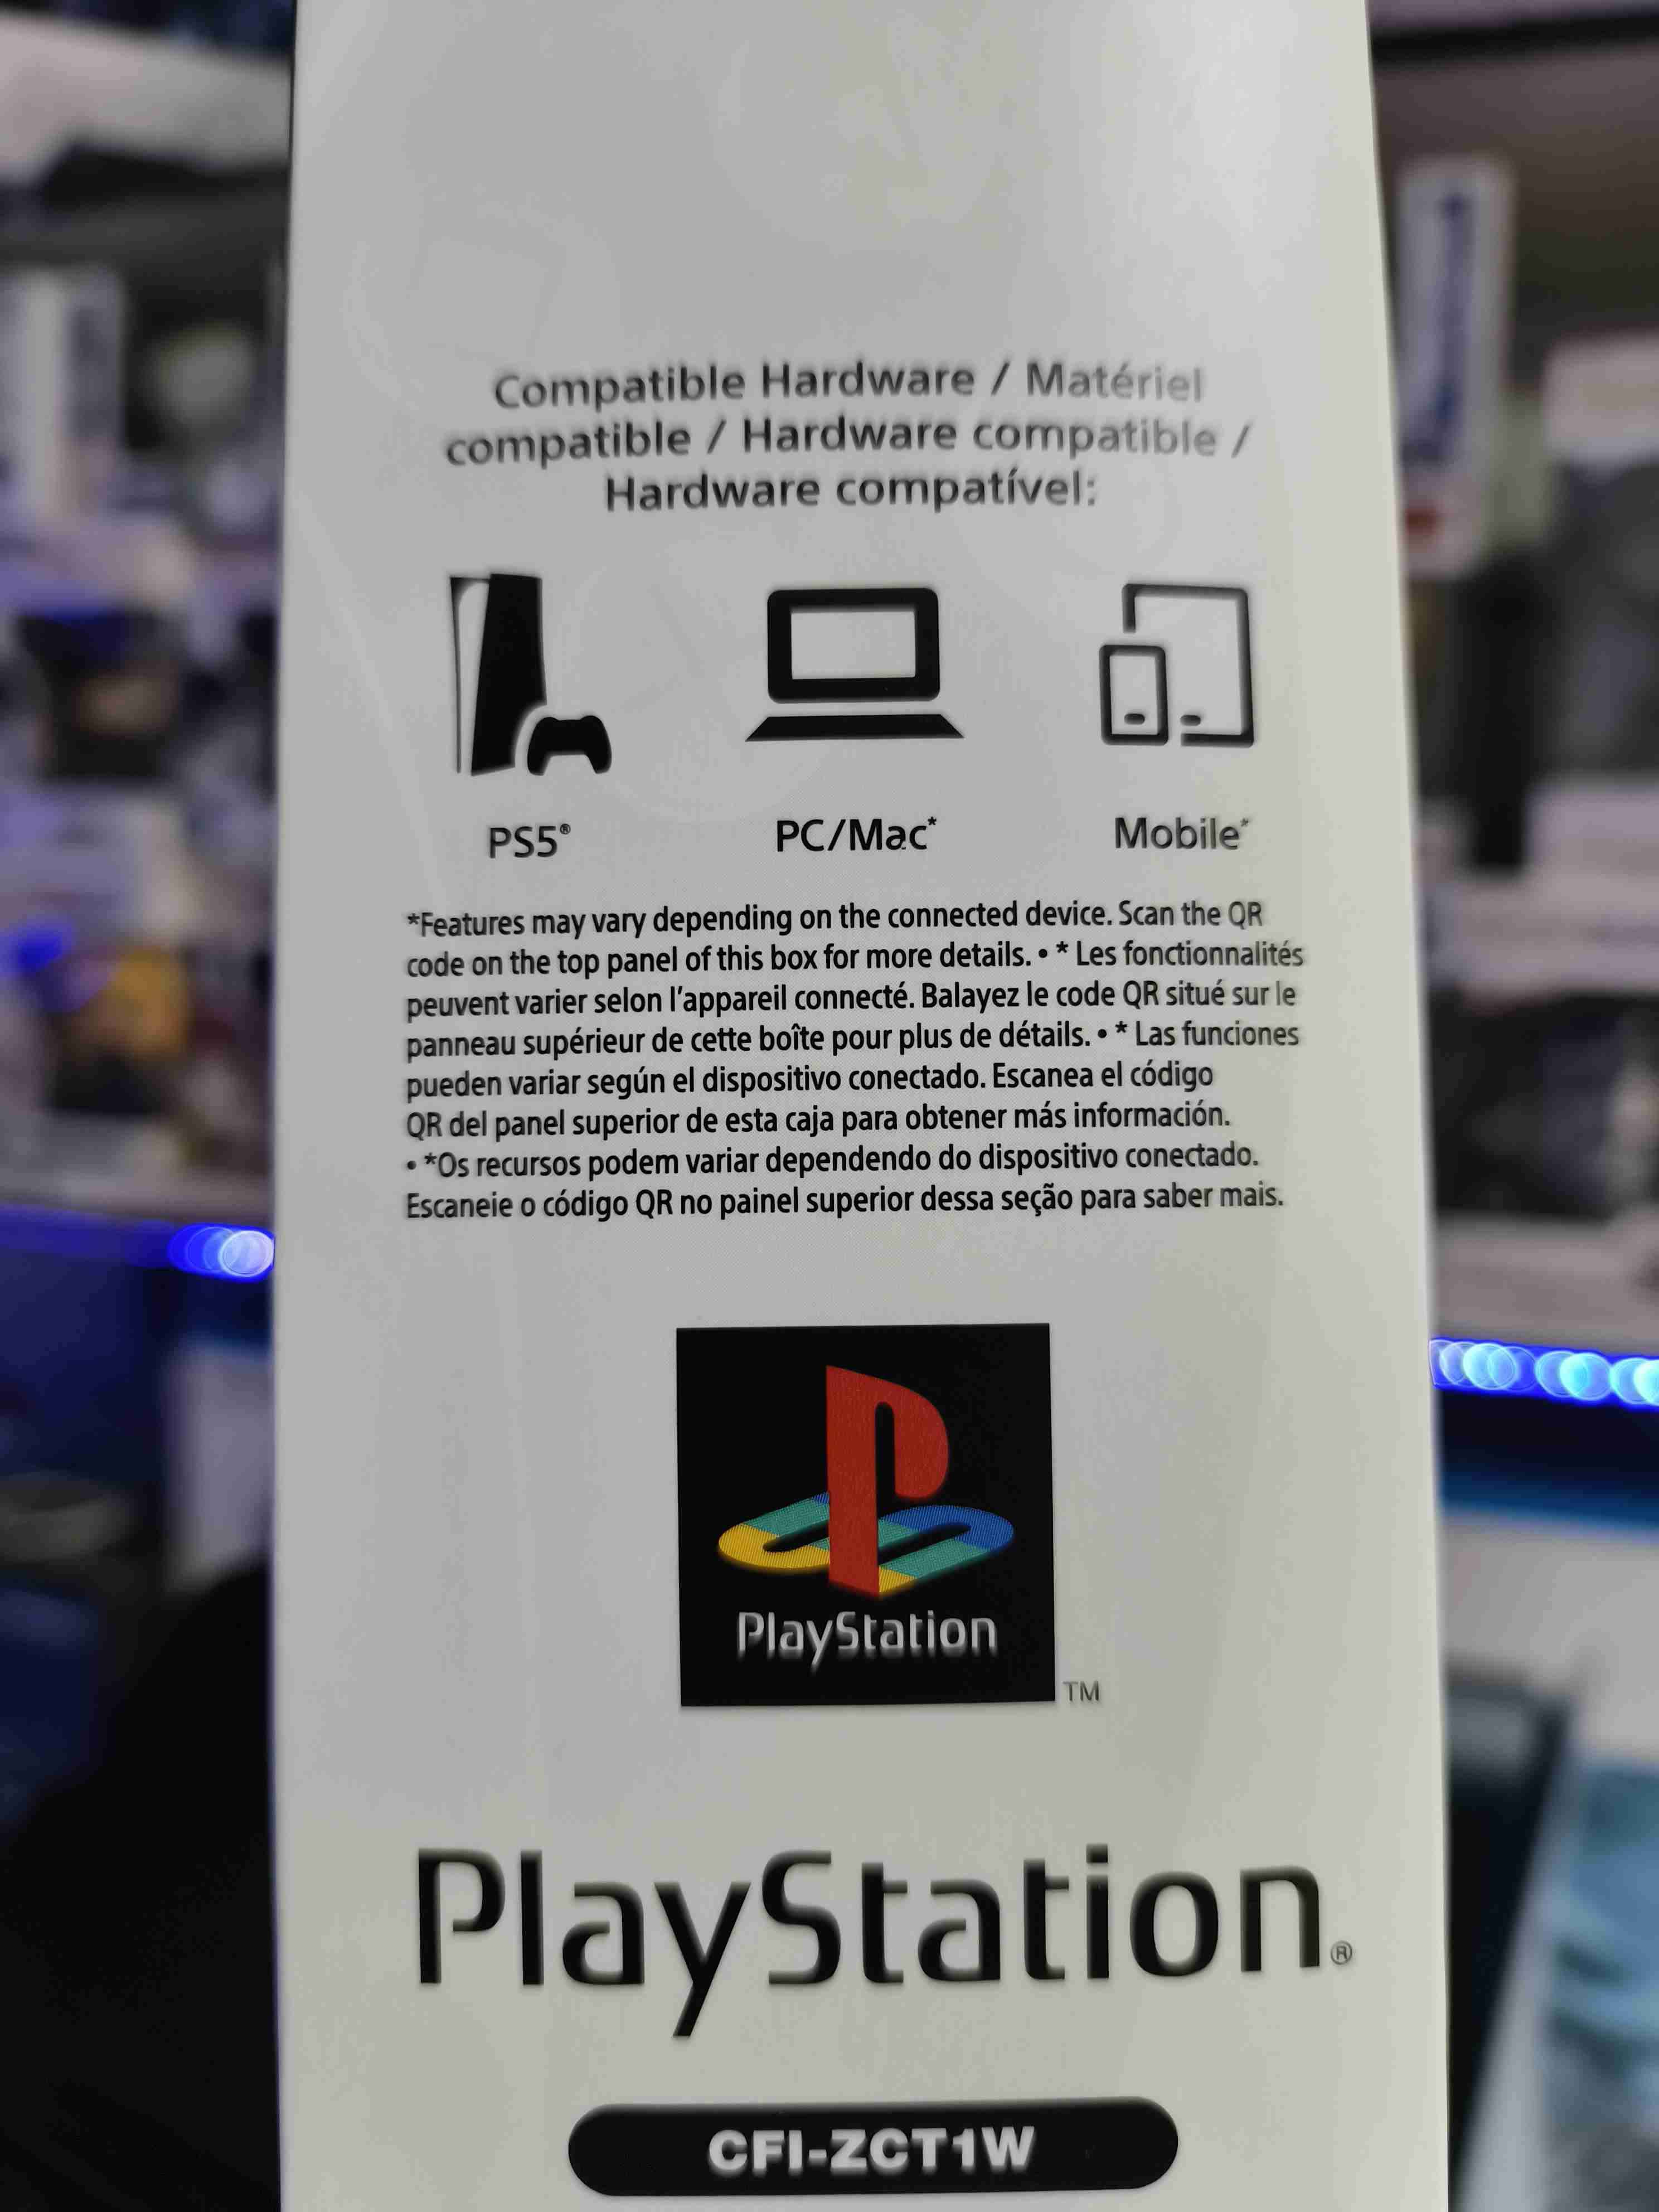 Compatible Hardware / Matériel
compatible / Hardware compatible /
Hardware compatível:
PS5®
PC/Mac*
Mobile*
*Features may vary depending on the connected device. Scan the QR
code on the top panel of this box for more details. • * Les fonctionnalités
peuvent varier selon l'appareil connecté. Balayez le code QR situé sur le
panneau supérieur de cette boîte pour plus de détails. • * Las funciones
pueden variar según el dispositivo conectado. Escanea el código
QR del panel superior de esta caja para obtener más información.
• *Os recursos podem variar dependendo do dispositivo conectado.
Escaneie o código QR no painel superior dessa seção para saber mais.
PlayStation
TM
PlayStation®
CFI-ZCT1W